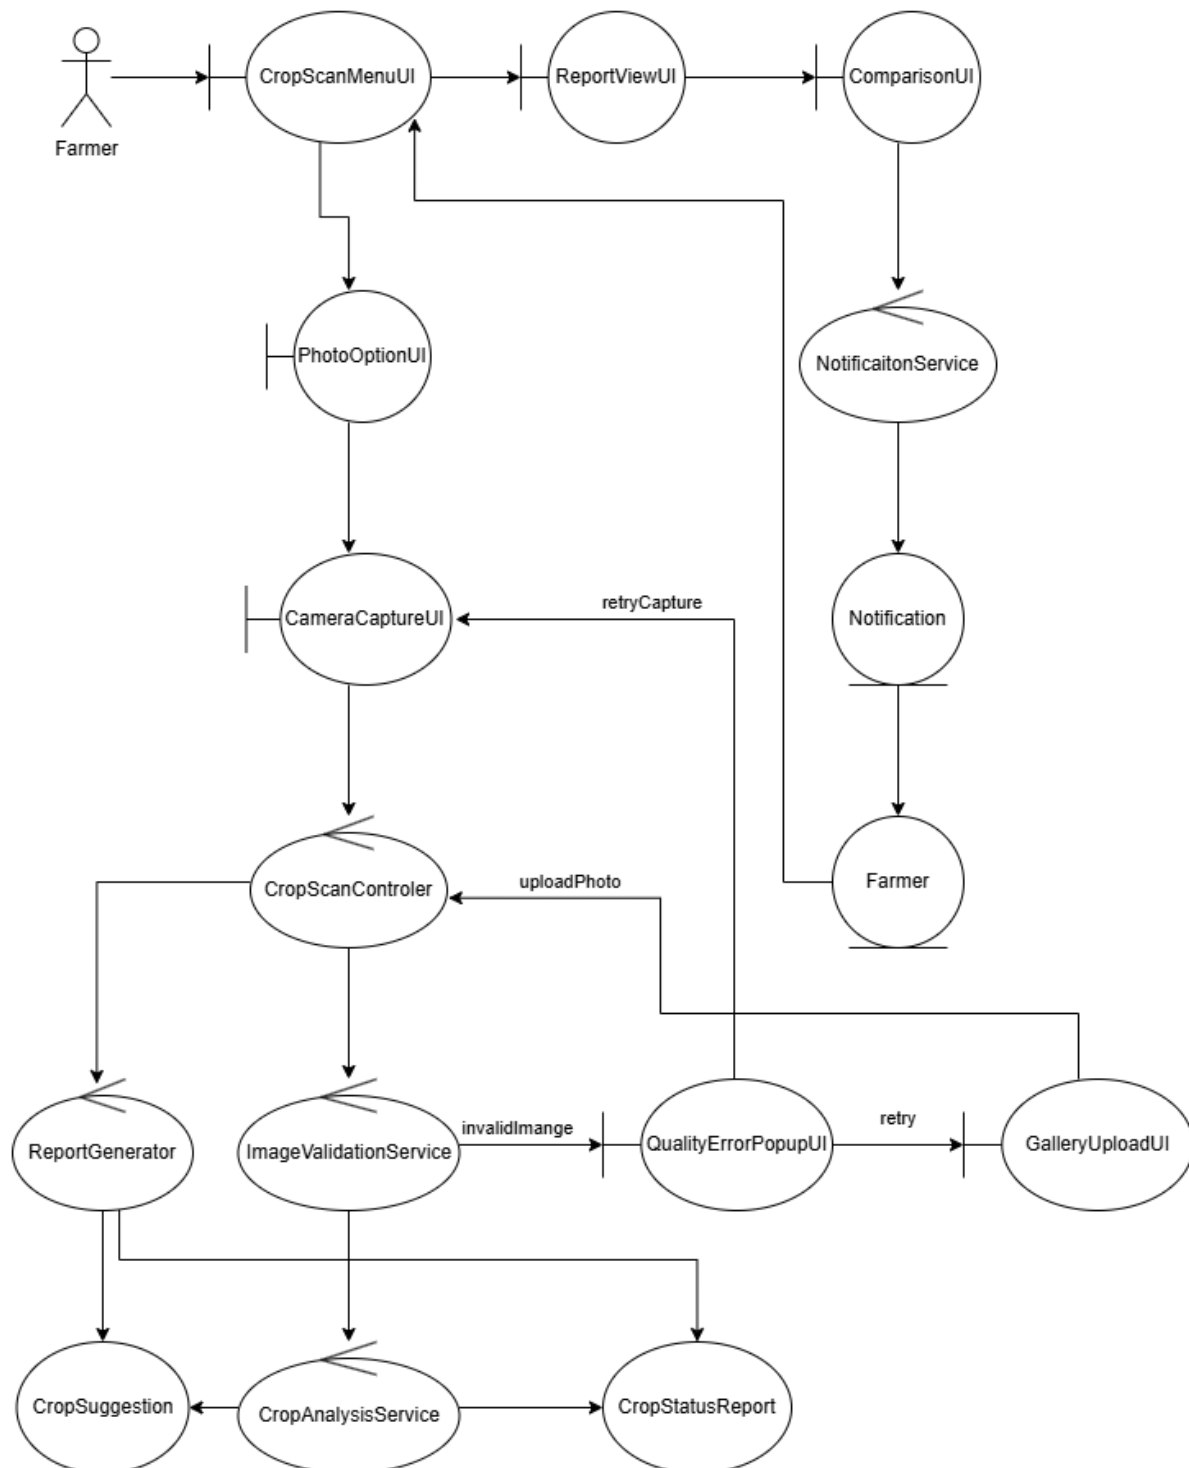 CropScanMenuUI
ReportViewUI
ComparisonUI
Farmer
PhotoOptionUI
NotificaitonService
retryCapture
CameraCaptureUI
Notification
uploadPhoto
CropScanControler
Farmer
invalidImange
retry
ReportGenerator
ImageValidationService
QualityErrorPopupUI
GalleryUploadUI
CropSuggestion
CropAnalysisService
CropStatusReport